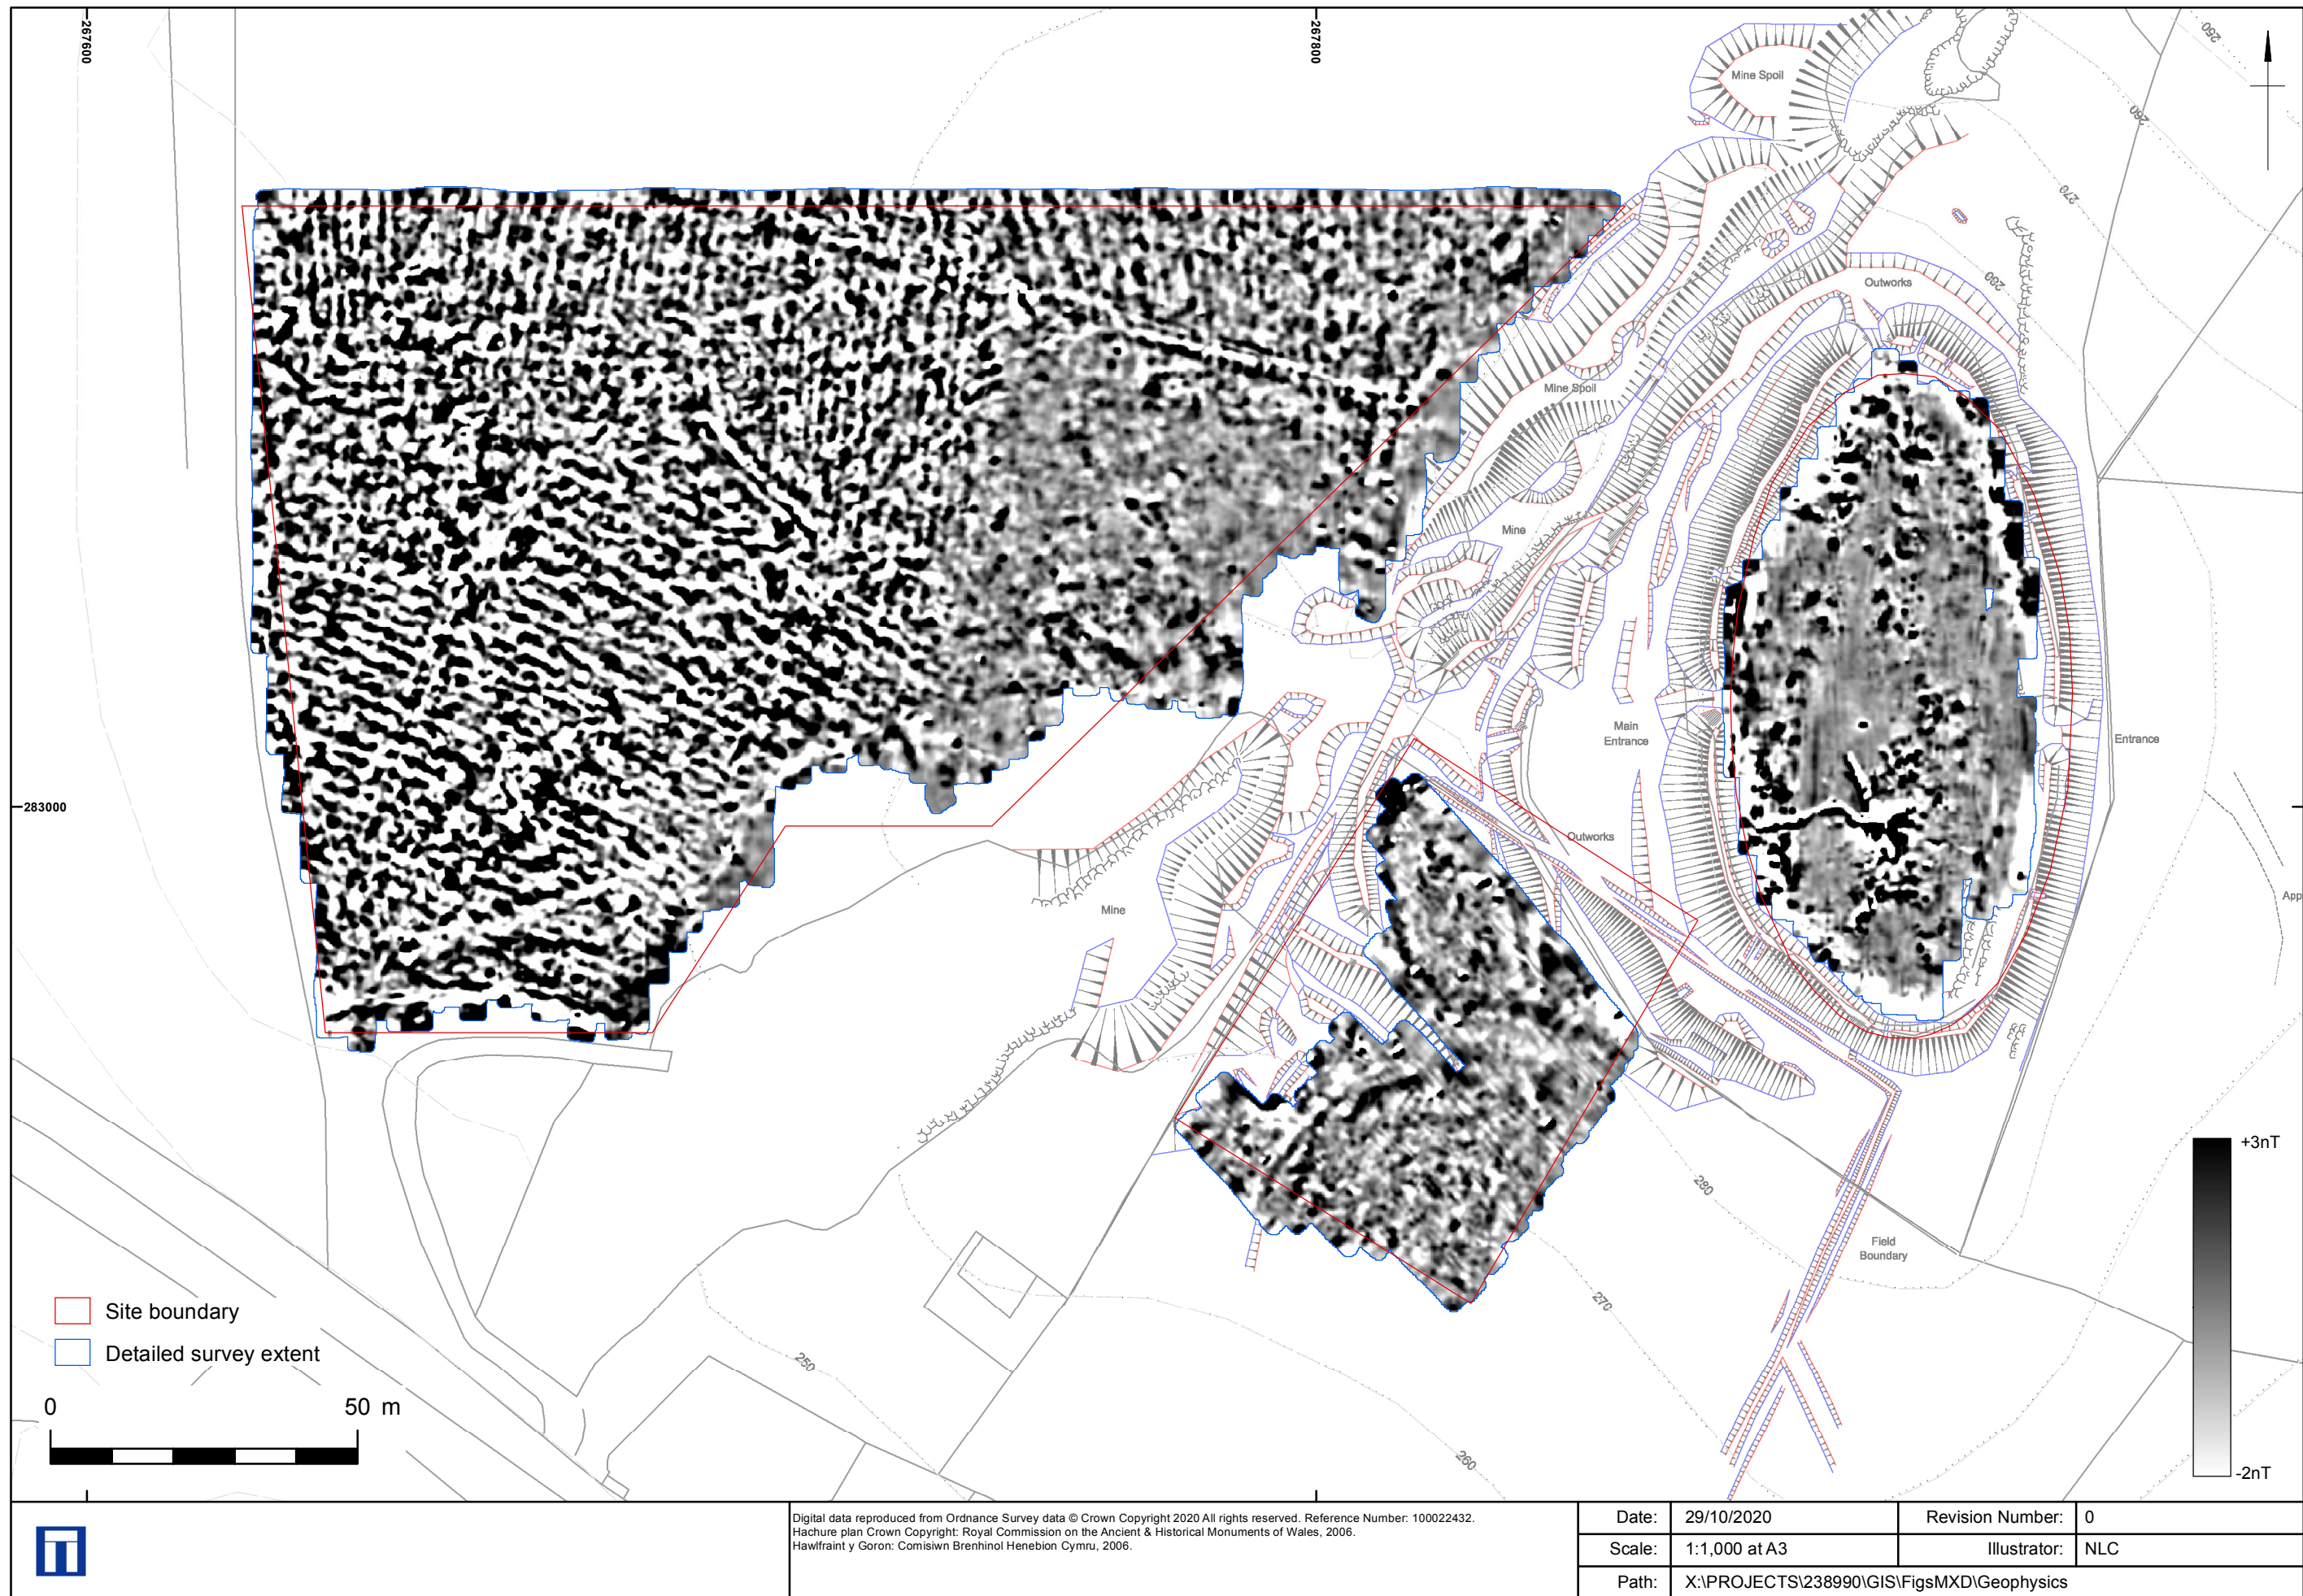 267600
267800
260
Mine Spoil
260
270
Outworks
280
Mine Spoil
Mine
Main
Entrance
Entrance
283000
Outworks
App
Mine
+3nT
280
Field
Boundary
270
Site boundary
Detailed survey extent
250
0 50 m
260
-2nT
Digital data reproduced from Ordnance Survey data © Crown Copyright 2020 All rights reserved. Reference Number: 100022432.
Hachure plan Crown Copyright: Royal Commission on the Ancient & Historical Monuments of Wales, 2006.
Hawlfraint y Goron: Comisiwn Brenhinol Henebion Cymru, 2006.
Date: 29/10/2020 Revision Number: 0
Scale: 1:1,000 at A3 Illustrator: NLC
Path: X:\PROJECTS\238990\GIS\FigsMXD\Geophysics